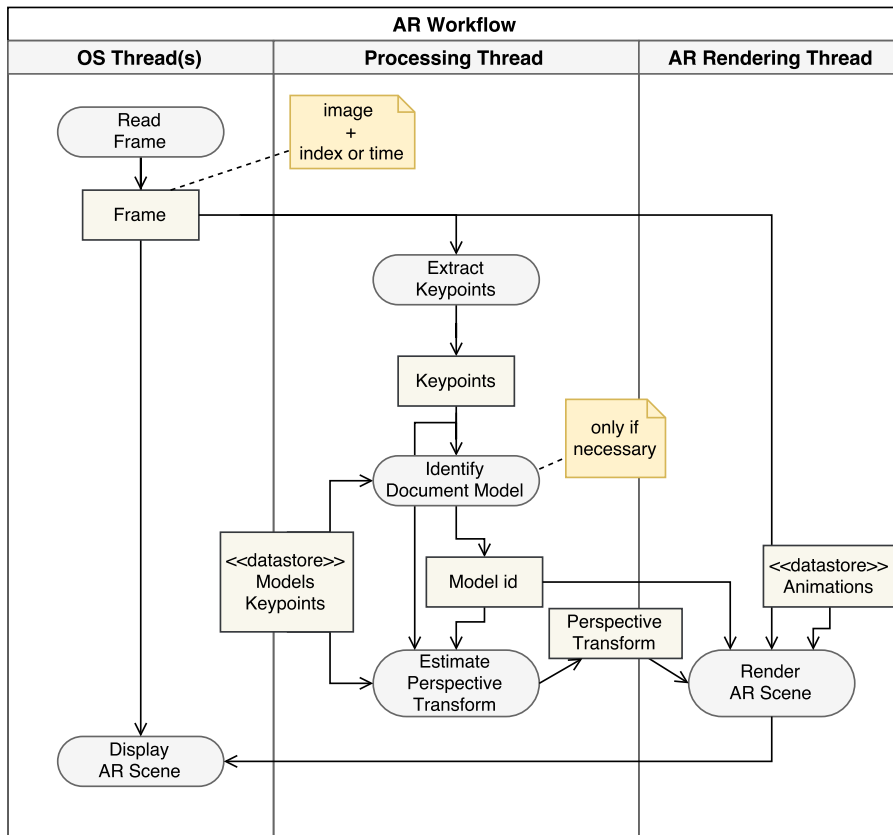 AR Workflow
OS Thread(s)
Processing Thread
AR Rendering Thread
Read
Frame
image
+
index or time
Frame
Extract
Keypoints
Keypoints
only if
necessary
Identify
Document Model
<<datastore>>
Models
Keypoints
Model id
<<datastore>>
Animations
Perspective
Transform
Estimate
Perspective
Transform
Render
AR Scene
Display
AR Scene